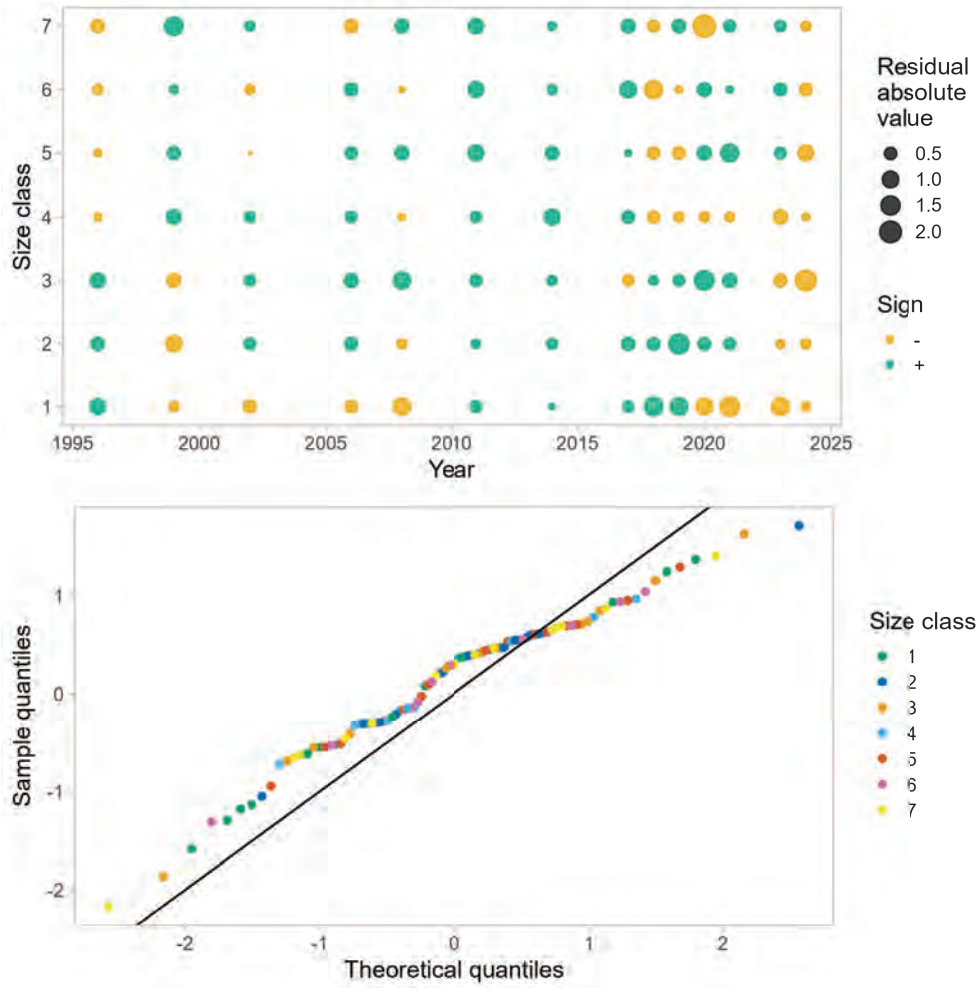 7
6
5
4
3
2
1
Size class
1995 2000 2005 2010 2015 2020 2025
Year
Residual
absolute
value
0.5
1.0
1.5
2.0
Sign
-
+
1
0
-1
-2
Sample quantiles
-2 -1 0 1 2
Theoretical quantiles
Size class
1
2
3
4
5
6
7